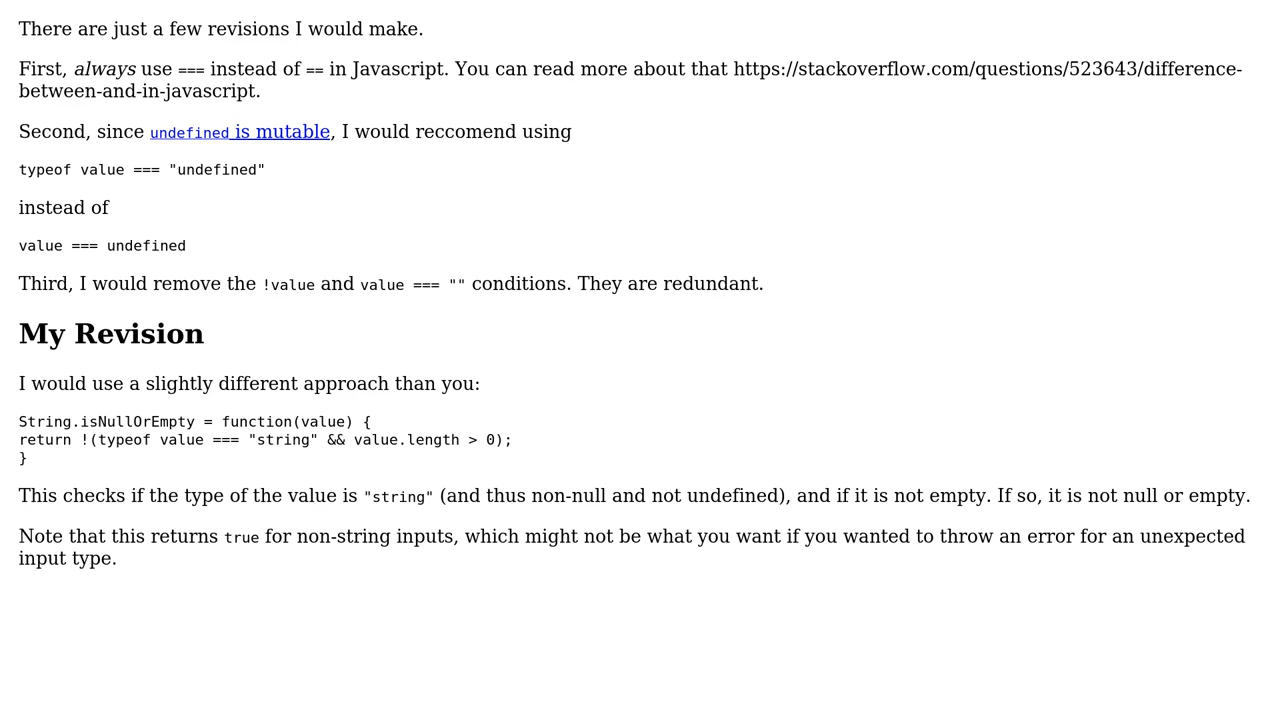 There are just a few revisions I would make.
First, always use === instead of == in Javascript. You can read more about that https://stackoverflow.com/questions/523643/difference-
between-and-in-javascript.
Second, since undefined is mutable, I would reccomend using
typeof value === "undefined"
instead of
value === undefined
Third, I would remove the !value and value === "" conditions. They are redundant.
My Revision
I would use a slightly different approach than you:
String.isNullOrEmpty = function(value) {
return !(typeof value === "string" && value.length > 0);
}
This checks if the type of the value is "string" (and thus non-null and not undefined), and if it is not empty. If so, it is not null or empty.
Note that this returns true for non-string inputs, which might not be what you want if you wanted to throw an error for an unexpected
input type.